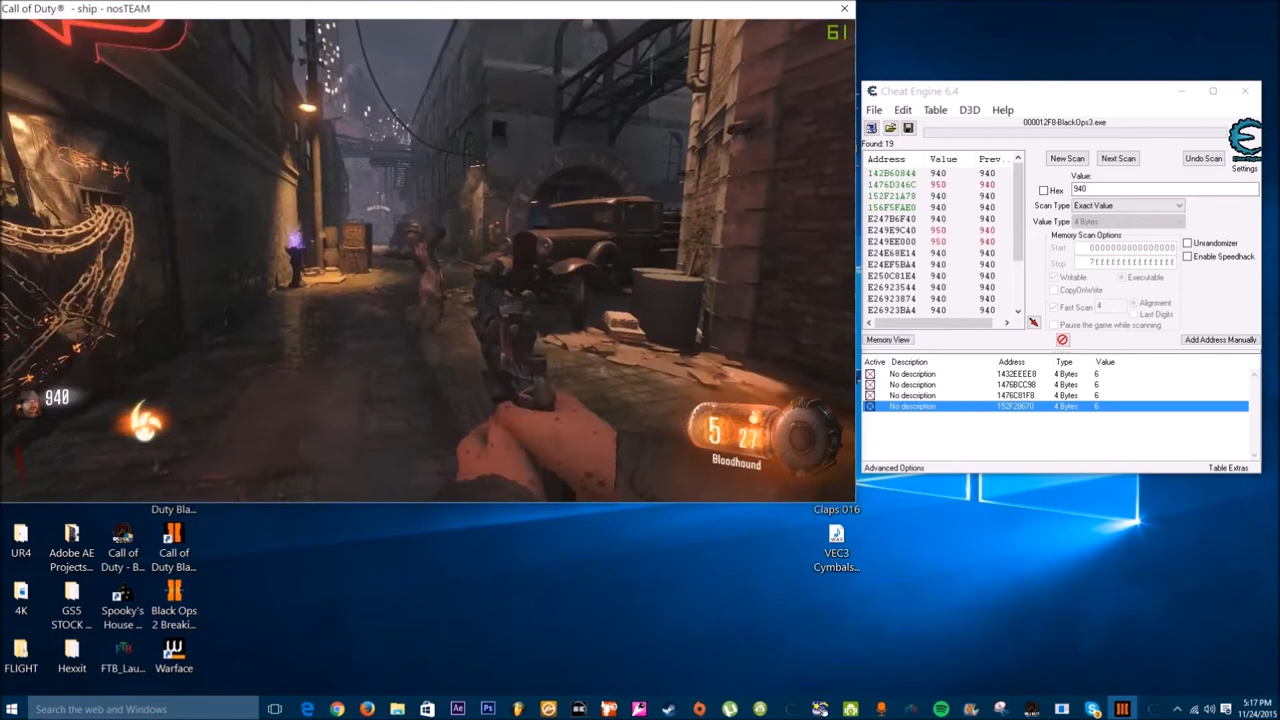 Call of Duty® - ship - nosTEAM
61
940
5 27
Bloodhound
Cheat Engine 6.4
File Edit Table D3D Help
000012F8-BlackOps3.exe
Found: 19
Address Value Prev...
142B60844 940 940
1476D346C 950 940
152F21A78 940 940
156F5FAE0 940 940
E247B6F40 940 940
E249E9C40 950 940
E249EE000 950 940
E24E68E14 940 940
E24EF5BA4 940 940
E250C81E4 940 940
E26923544 940 940
E26923874 940 940
E26923BA4 940 940
New Scan Next Scan Undo Scan
Settings
Value:
Hex 940
Scan Type Exact Value
Value Type 4 Bytes
Memory Scan Options
Start 0000000000000000
Stop 7fffffffffffffff
Writable Executable
CopyOnWrite
Fast Scan 4 Alignment
Last Digits
Pause the game while scanning
Unrandomizer
Enable Speedhack
Memory View
Add Address Manually
Active Description Address Type Value
No description 1432EEEE8 4 Bytes 6
No description 1476BCC98 4 Bytes 6
No description 1476C81F8 4 Bytes 6
No description 152F28670 4 Bytes 6
Advanced Options Table Extras
Duty Bla...
Claps 016
UR4
Adobe AE Projects...
Call of Duty - B...
Call of Duty Bla...
VEC3 Cymbals...
4K
GS5 STOCK ...
Spooky's House ...
Black Ops 2 Breaki...
FLIGHT
Hexxit
FTB_Lau...
Warface
Search the web and Windows
5:17 PM
11/24/2015